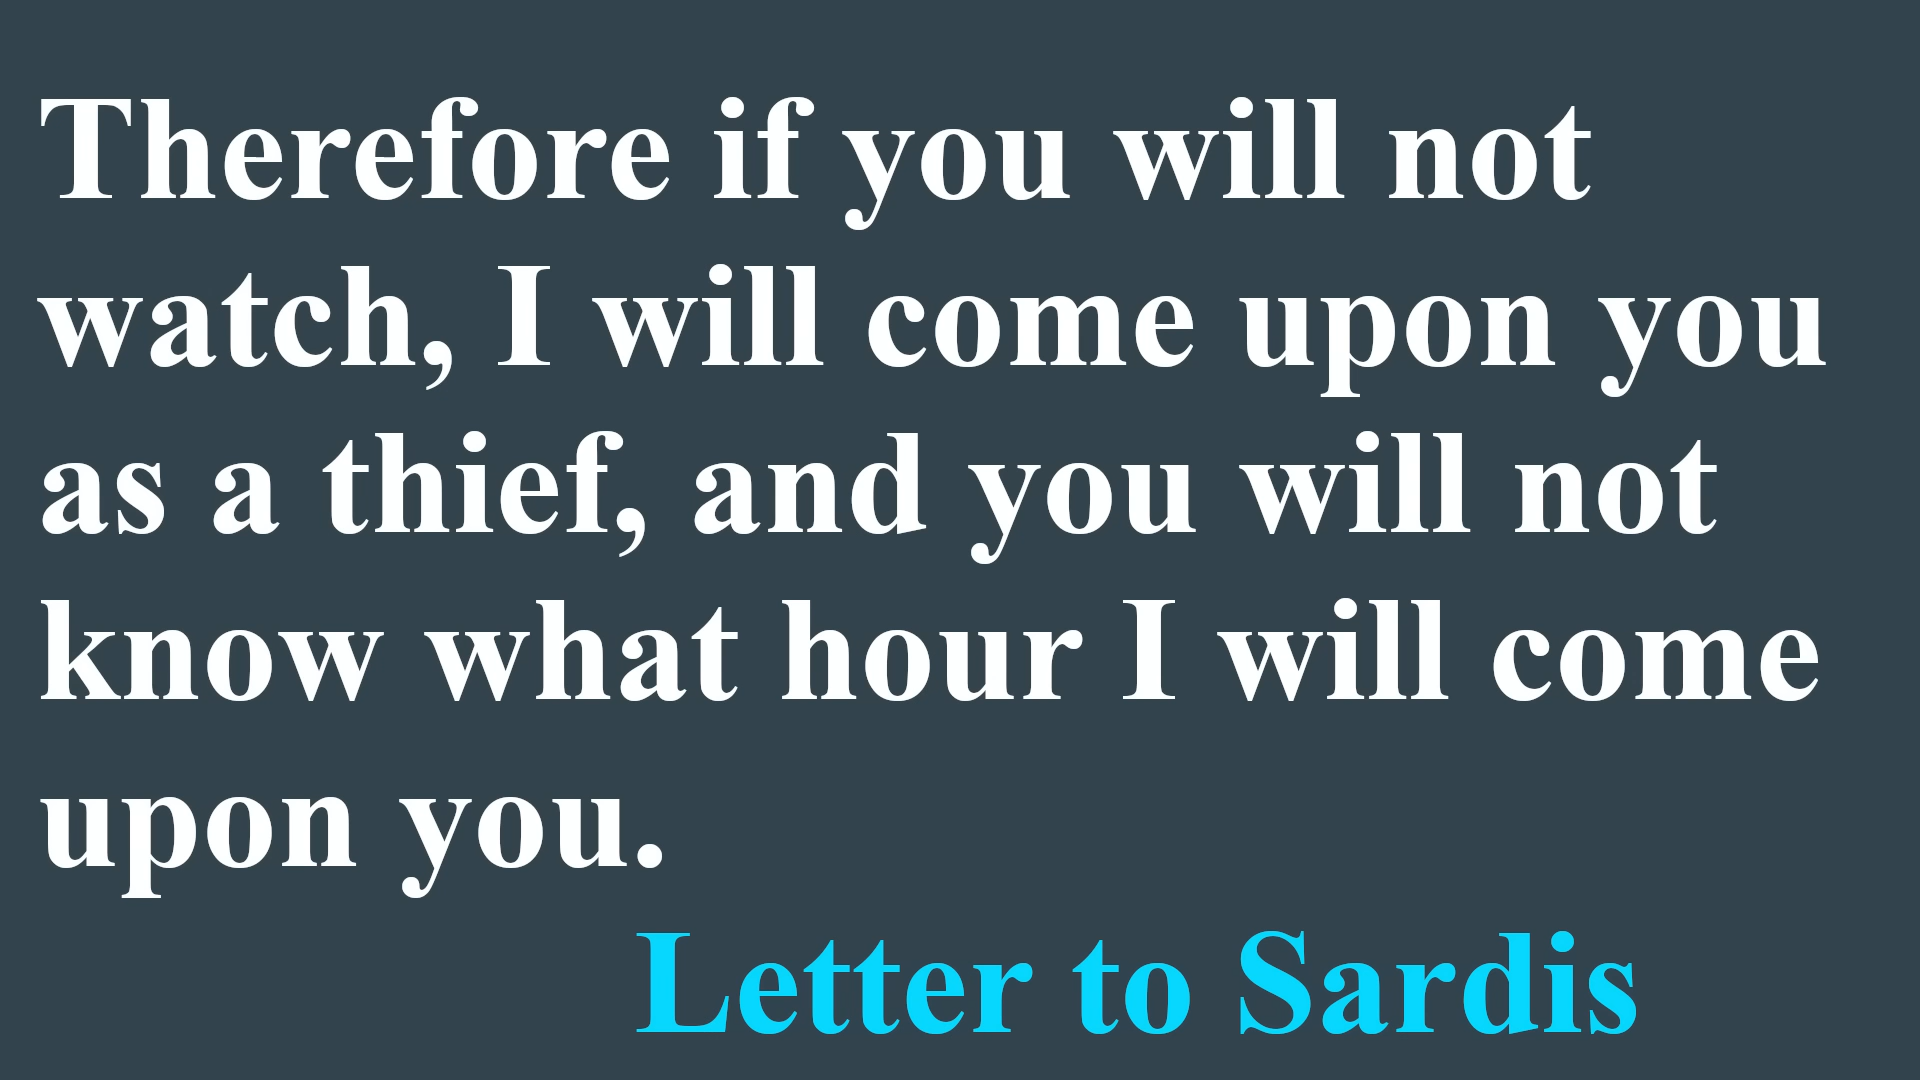 Therefore if you will not
watch, I will come upon you
as a thief, and you will not
know what hour I will come
upon you.
Letter to Sardis